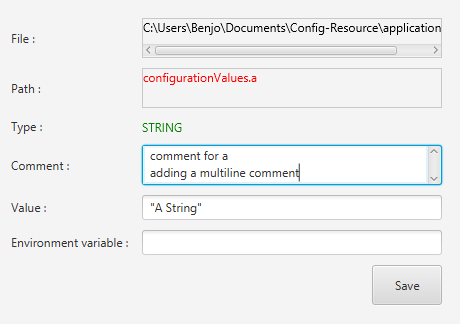 File : C:\Users\Benjo\Documents\Config-Resource\application
Path : configurationValues.a
Type : STRING
Comment : comment for a
adding a multiline comment
Value : "A String"
Environment variable :
Save